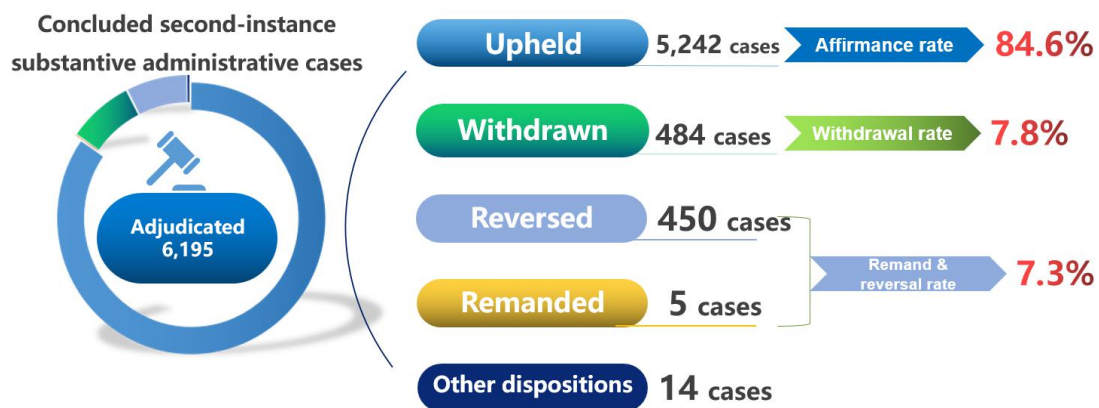 Concluded second-instance
substantive administrative cases
Adjudicated
6,195
Upheld
5,242 cases
Affirmance rate
84.6%
Withdrawn
484 cases
Withdrawal rate
7.8%
Reversed
450 cases
Remanded
5 cases
Remand &
reversal rate
7.3%
Other dispositions
14 cases